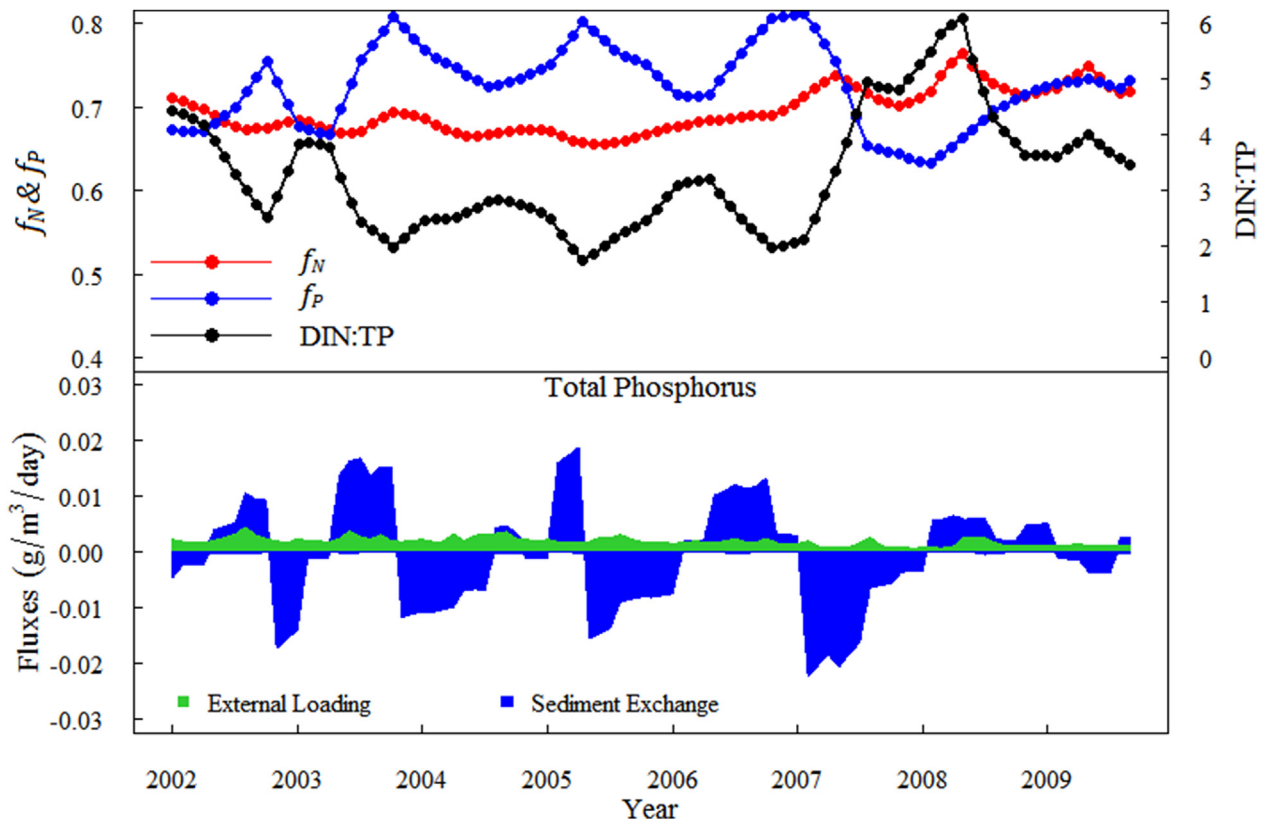 0.8
0.7
0.6
0.5
0.4
fN & fP
6
5
4
3
2
1
0
DIN:TP
fN
fP
DIN:TP
Total Phosphorus
0.03
0.02
0.01
0.00
-0.01
-0.02
-0.03
Fluxes (g/m³/day)
External Loading
Sediment Exchange
2002 2003 2004 2005 2006 2007 2008 2009
Year